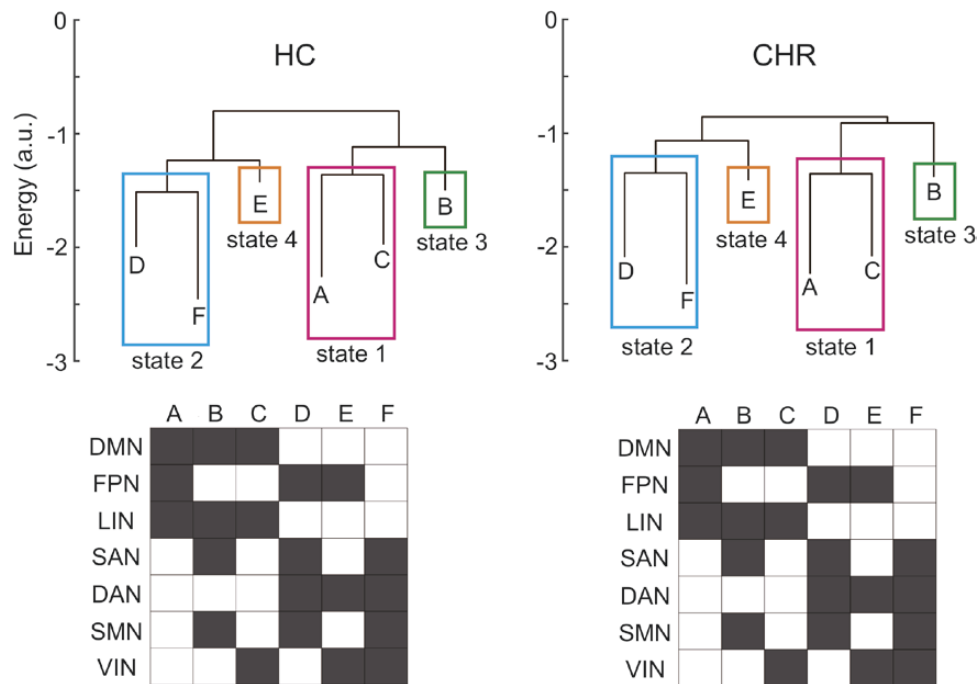 HC
CHR
Energy (a.u.)
0
-1
-2
-3
D
F
E
A
C
B
state 2
state 4
state 1
state 3
0
-1
-2
-3
D
F
E
A
C
B
state 2
state 4
state 1
state 3
A B C D E F
DMN
FPN
LIN
SAN
DAN
SMN
VIN
A B C D E F
DMN
FPN
LIN
SAN
DAN
SMN
VIN